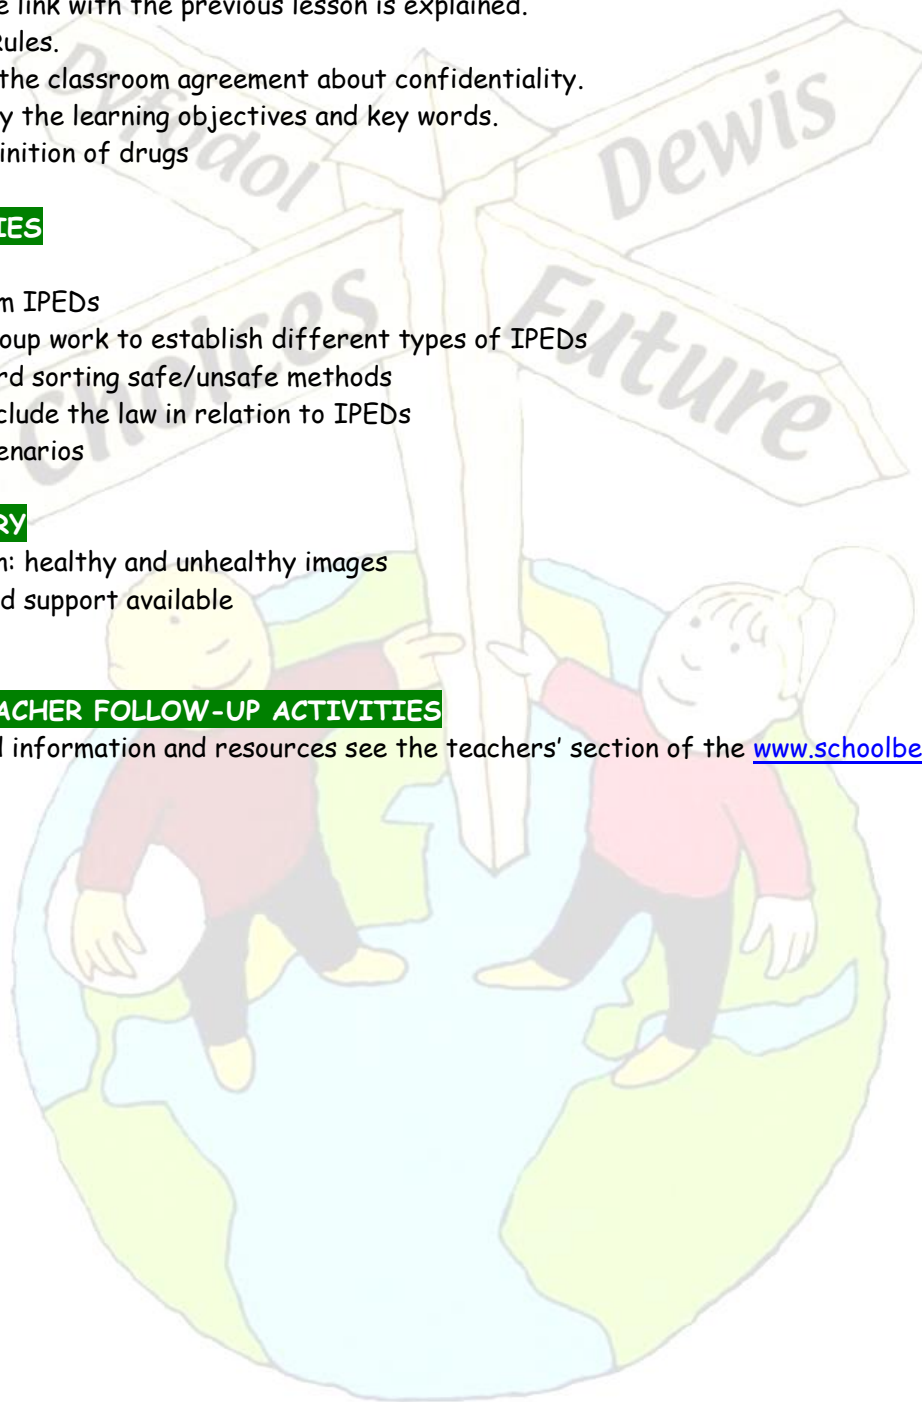 e link with the previous lesson is explained.
Rules.
the classroom agreement about confidentiality.
y the learning objectives and key words.
inition of drugs
IES
m IPEDs
oup work to establish different types of IPEDs
rd sorting safe/unsafe methods
clude the law in relation to IPEDs
enarios
RY
n: healthy and unhealthy images
d support available
ACHER FOLLOW-UP ACTIVITIES
l information and resources see the teachers’ section of the www.schoolbe
Dyfodol
Dewis
Choices
Future